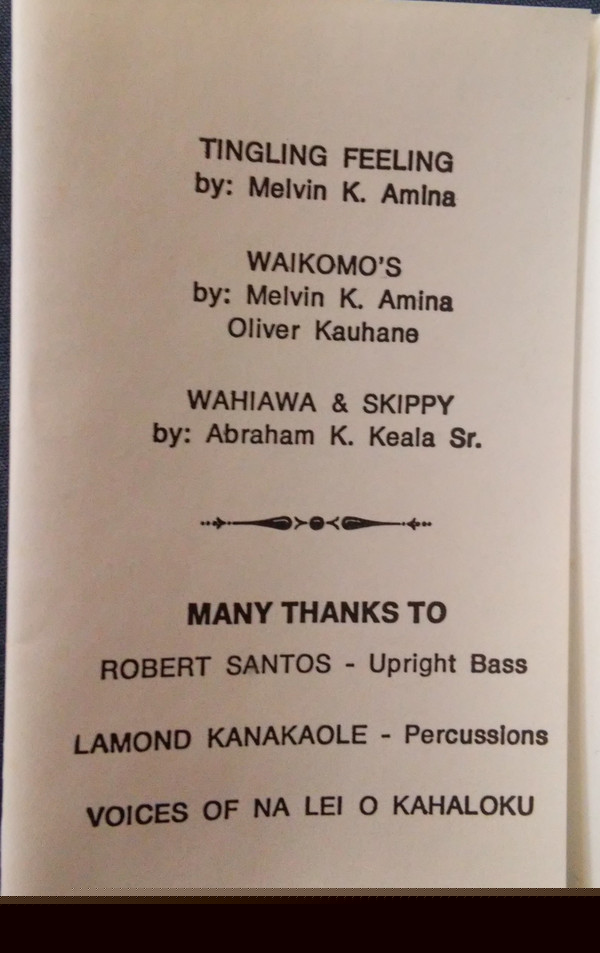 TINGLING FEELING
by: Melvin K. Amina
WAIKOMO'S
by: Melvin K. Amina
Oliver Kauhane
WAHIAWA & SKIPPY
by: Abraham K. Keala Sr.
MANY THANKS TO
ROBERT SANTOS - Upright Bass
LAMOND KANAKAOLE - Percussions
VOICES OF NA LEI O KAHALOKU